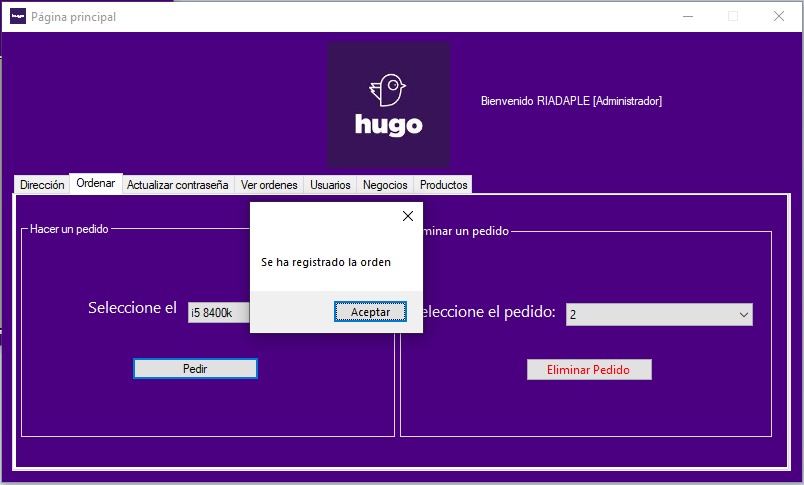 hugo Página principal
hugo
Bienvenido RIADAPLE [Administrador]
Dirección Ordenar Actualizar contraseña Ver ordenes Usuarios Negocios Productos
Hacer un pedido
minar un pedido
Se ha registrado la orden
Aceptar
Seleccione el
i5 8400k
eleccione el pedido:
2
Pedir
Eliminar Pedido